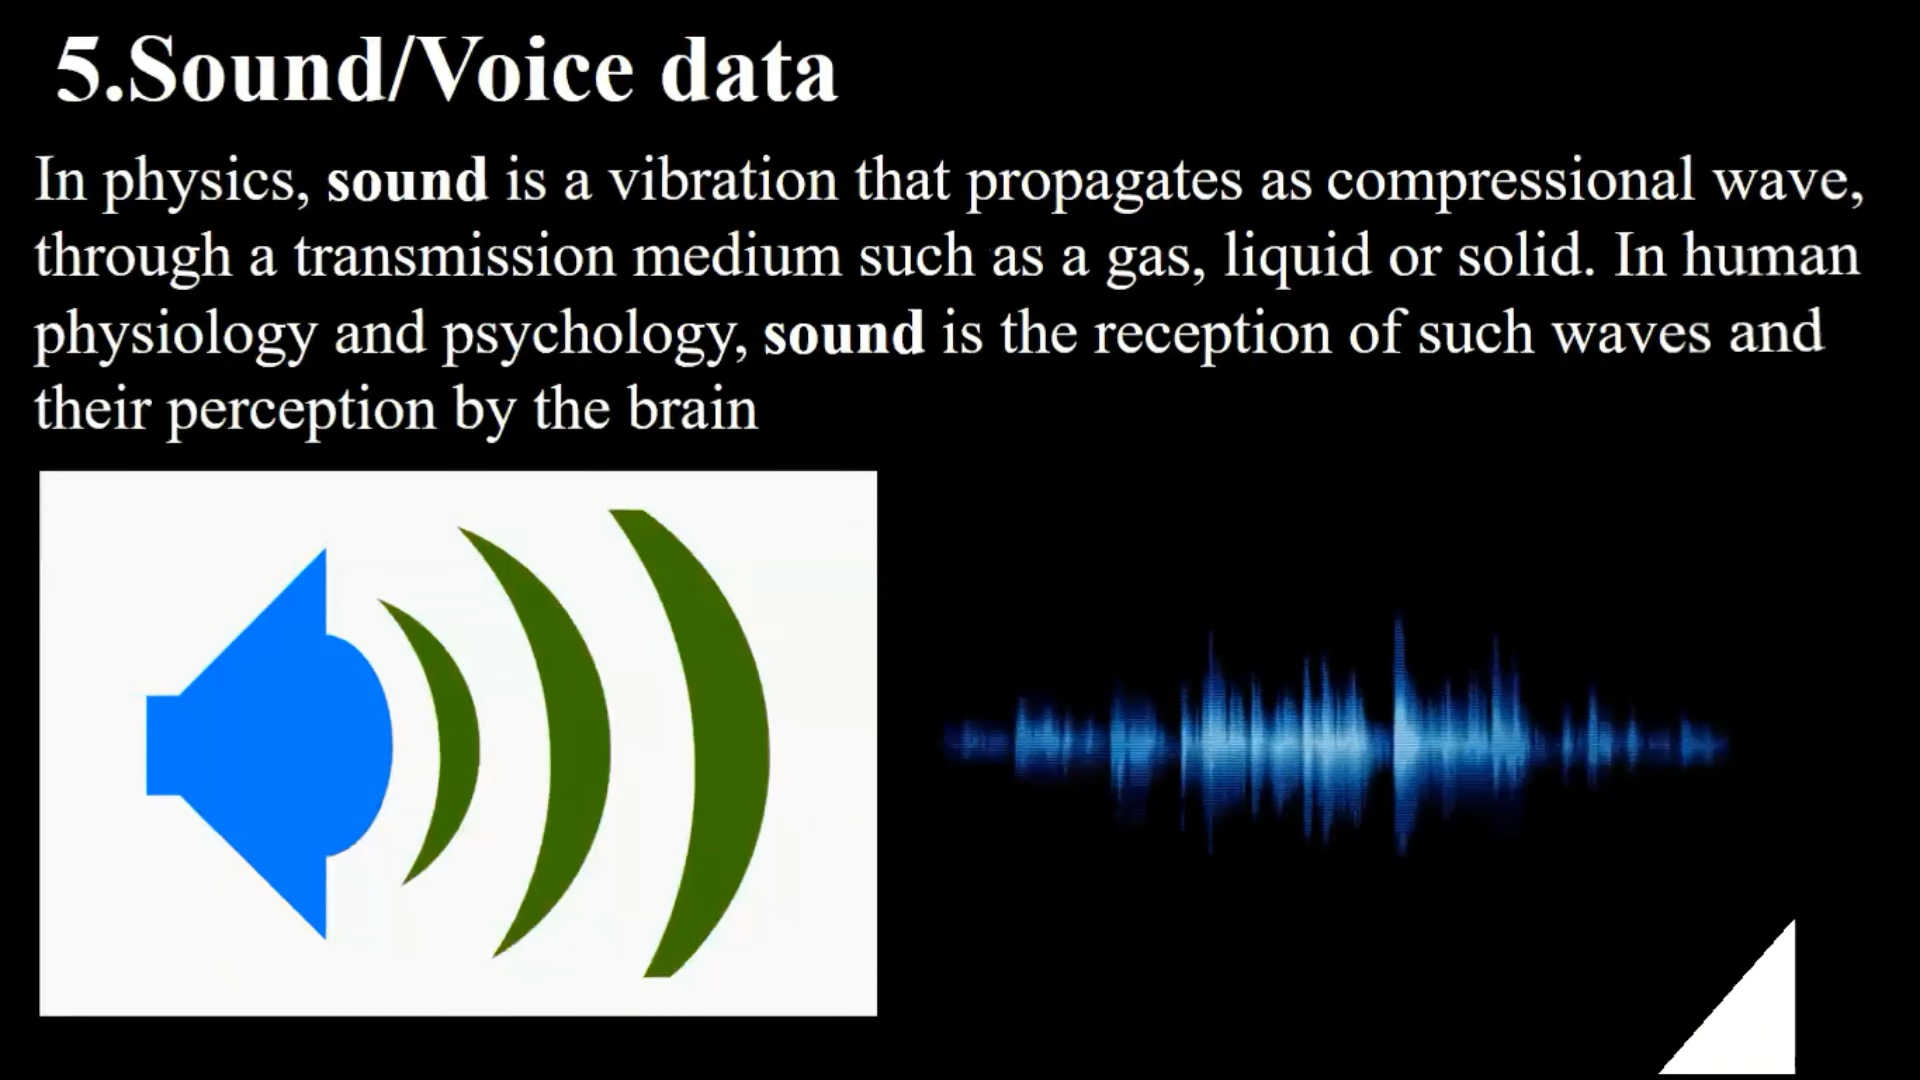 5.Sound/Voice data
In physics, sound is a vibration that propagates as compressional wave,
through a transmission medium such as a gas, liquid or solid. In human
physiology and psychology, sound is the reception of such waves and
their perception by the brain